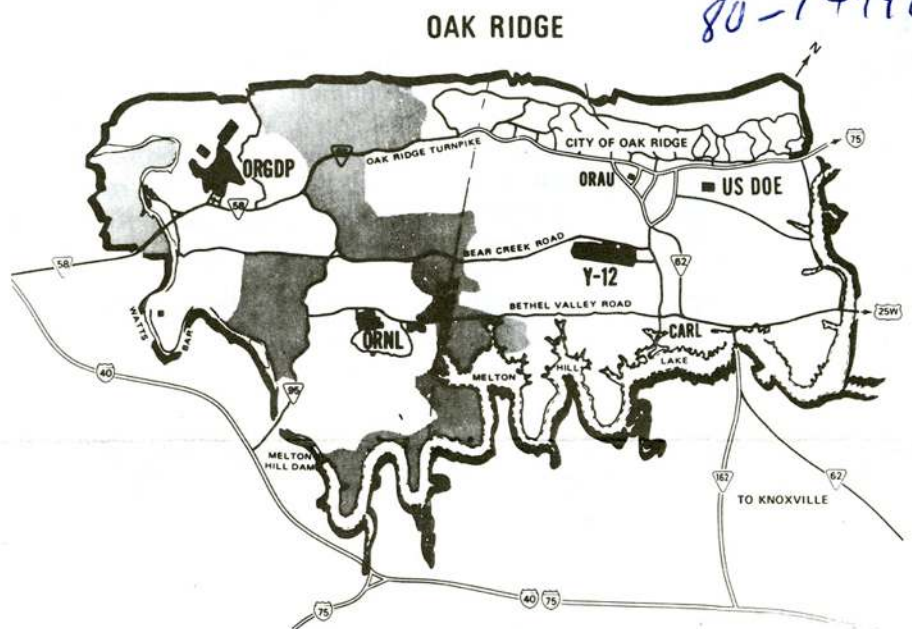 OAK RIDGE
N
75
CITY OF OAK RIDGE
OAK RIDGE TURNPIKE
ORGDP
ORAU
US DOE
58
BEAR CREEK ROAD
Y-12
62
58
BETHEL VALLEY ROAD
25W
WATTS
BAR
ORNL
CARL
LAKE
MELTON
HILL
40
95
MELTON
HILL DAM
162
62
TO KNOXVILLE
40 75
75